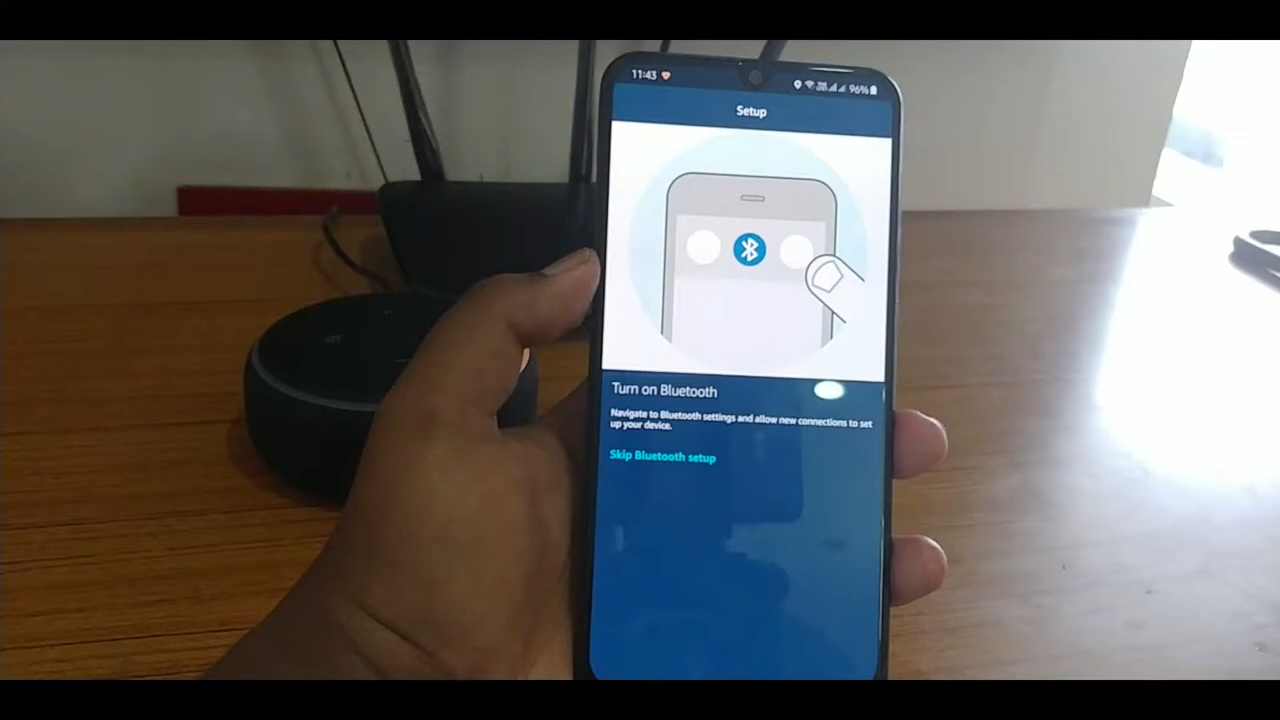 11:43
96%
Setup
Turn on Bluetooth
Navigate to Bluetooth settings and allow new connections to set
up your device.
Skip Bluetooth setup